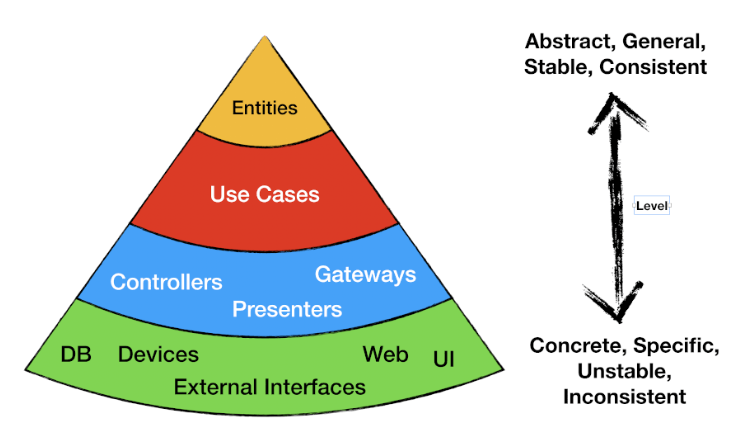 Abstract, General,
Stable, Consistent
Entities
Use Cases
Level
Controllers
Gateways
Presenters
DB
Devices
Web
UI
External Interfaces
Concrete, Specific,
Unstable,
Inconsistent